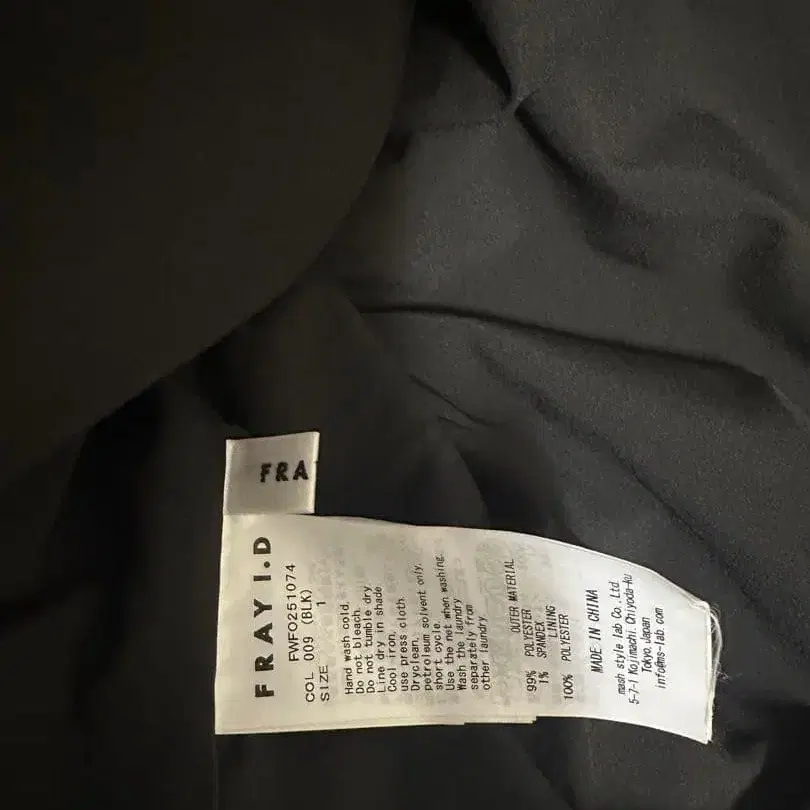 FRA
FRAY I.D
FWFO251074
COL 009 (BLK)
SIZE 1
Hand wash cold.
Do not bleach.
Do not tumble dry.
Line dry in shade.
Cool iron.
use press cloth
Dryclean,
petroleum solvent only,
short cycle.
Use the net when washing.
Wash the laundry
separately from
other laundry
OUTER MATERIAL
99% POLYESTER
1% SPANDEX
LINING
100% POLYESTER
MADE IN CHINA
mash style lab Co.,Ltd.
5-7-1 Kojimachi, Chiyoda-Ku
Tokyo, Japan
info@ms-lab.com